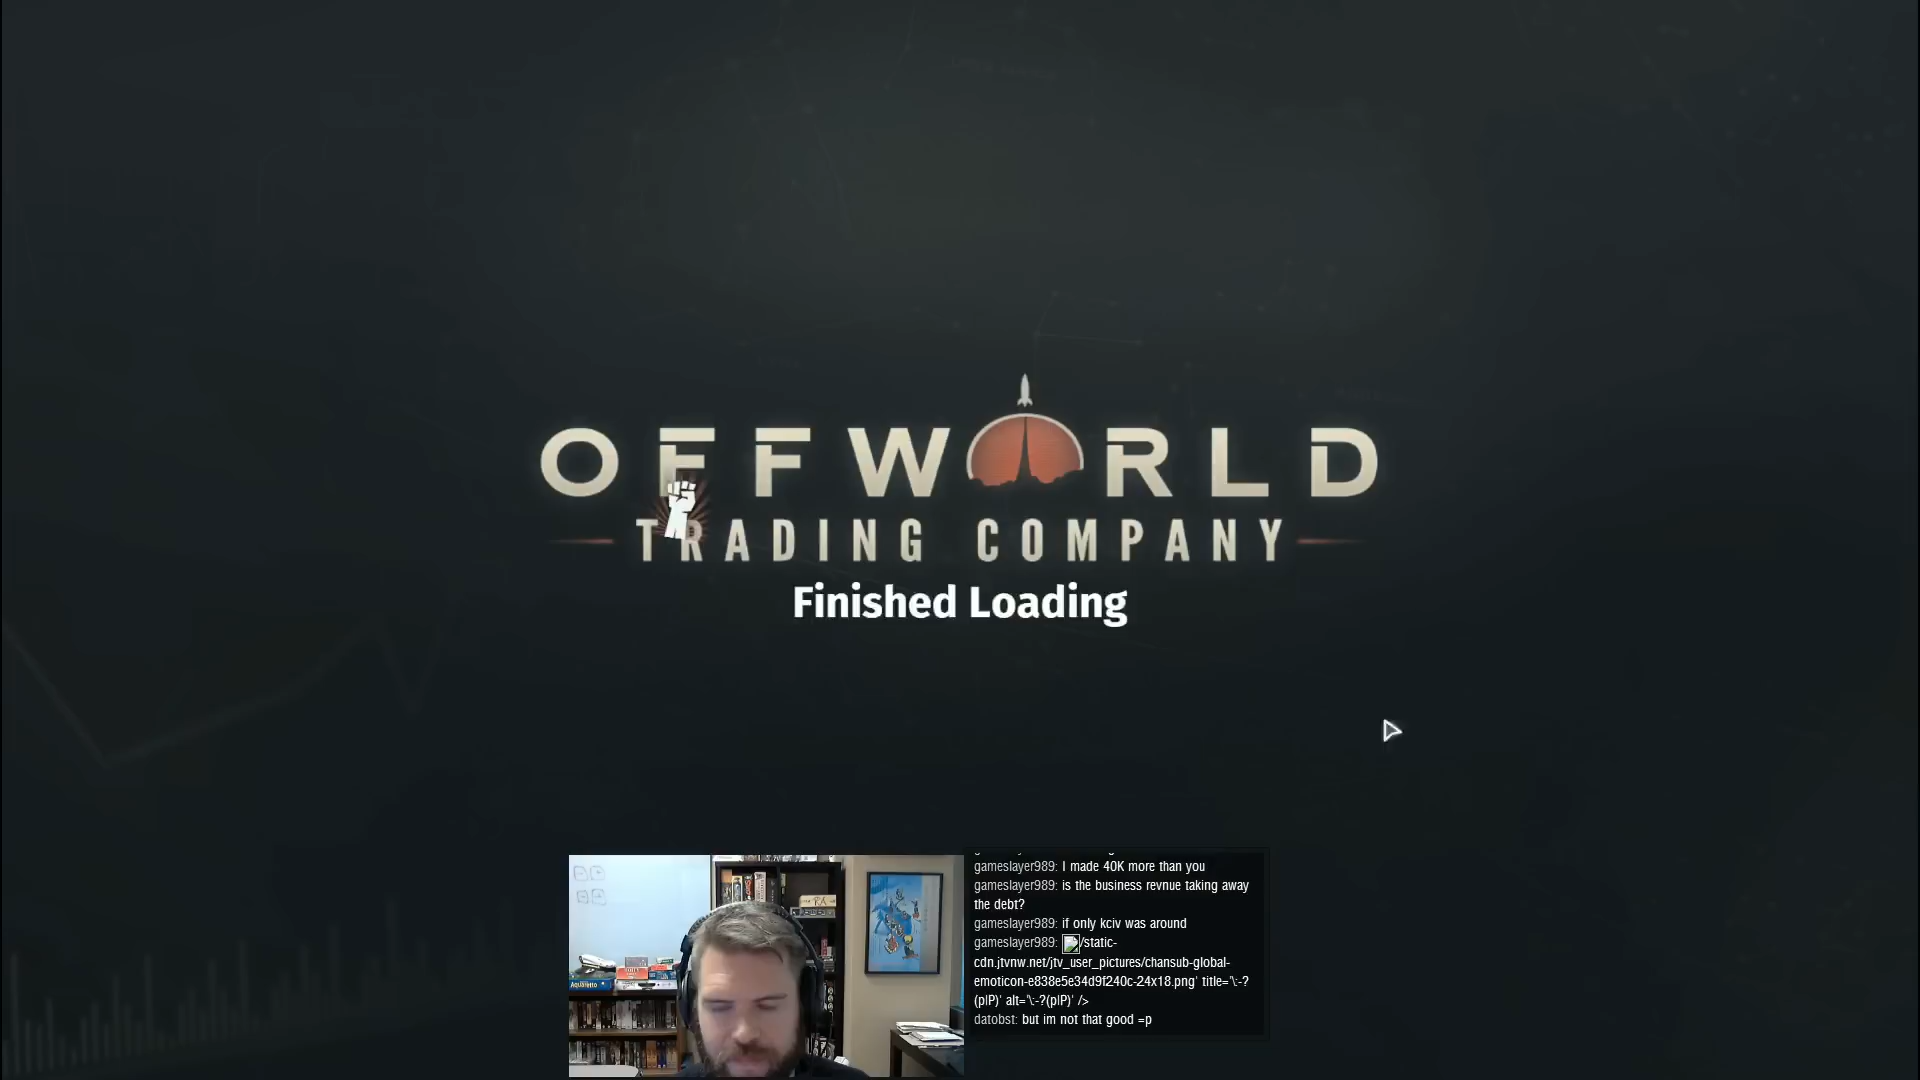 OFFWORLD
TRADING COMPANY
Finished Loading
gameslayer989: I made 40K more than you
gameslayer989: is the business revnue taking away
the debt?
gameslayer989: if only kciv was around
gameslayer989: /static-
cdn.jtvnw.net/jtv_user_pictures/chansub-global-
emoticon-e838e5e34d9f240c-24x18.png' title='\:-?
(p|P)' alt='\:-?(p|P)' />
datobst: but im not that good =p
Aquaretto
RA